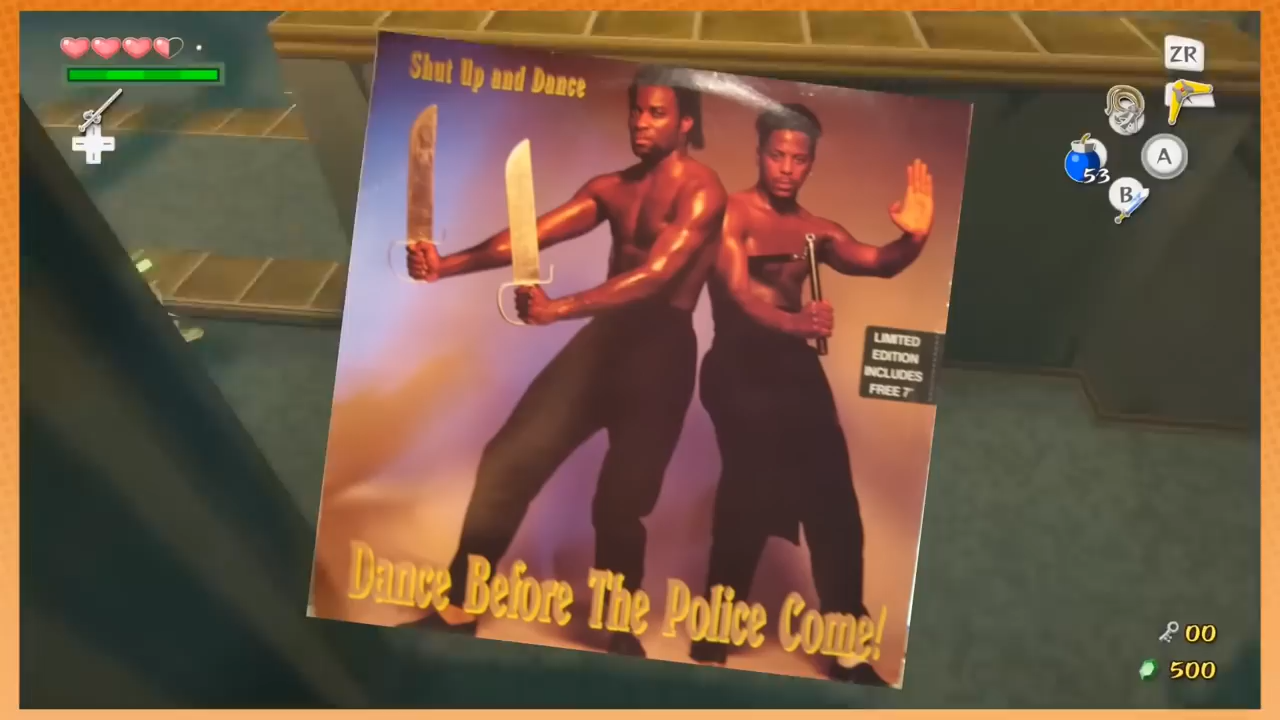 ZR
53
A
B
Shut Up and Dance
LIMITED
EDITION
INCLUDES
FREE 7"
Dance Before The Police Come!
00
500